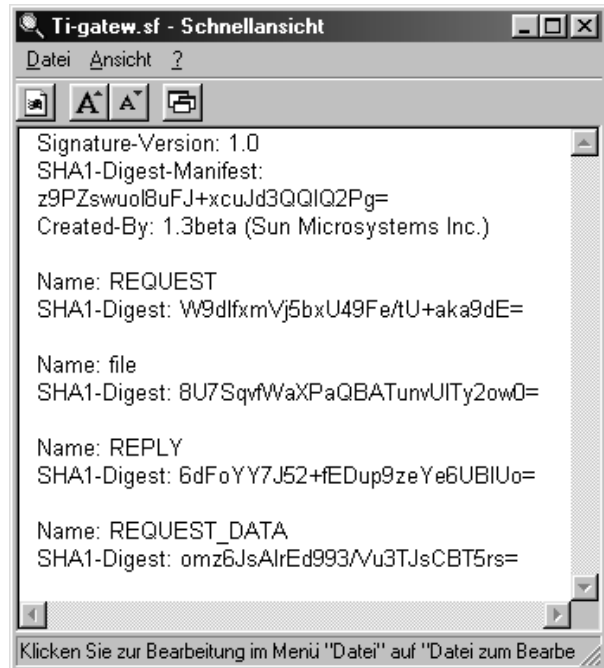 Ti-gatew.sf - Schnellansicht
Datei Ansicht ?
A A
Signature-Version: 1.0
SHA1-Digest-Manifest:
z9PZswuol8uFJ+xcuJd3QQIQ2Pg=
Created-By: 1.3beta (Sun Microsystems Inc.)
Name: REQUEST
SHA1-Digest: W9dlfxmVj5bxU49Fe/tU+aka9dE=
Name: file
SHA1-Digest: 8U7SqvfWaXPaQBATunvUlTy2ow0=
Name: REPLY
SHA1-Digest: 6dFoYY7J52+fEDup9zeYe6UBlUo=
Name: REQUEST_DATA
SHA1-Digest: omz6JsAlrEd993/Vu3TJsCBT5rs=
Klicken Sie zur Bearbeitung im Menü "Datei" auf "Datei zum Bearbe